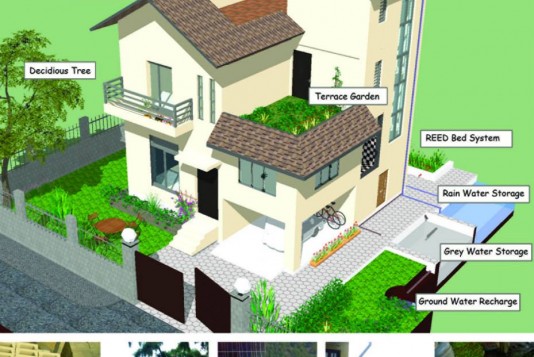 Decidious Tree
Terrace Garden
REED Bed System
Rain Water Storage
Grey Water Storage
Ground Water Recharge